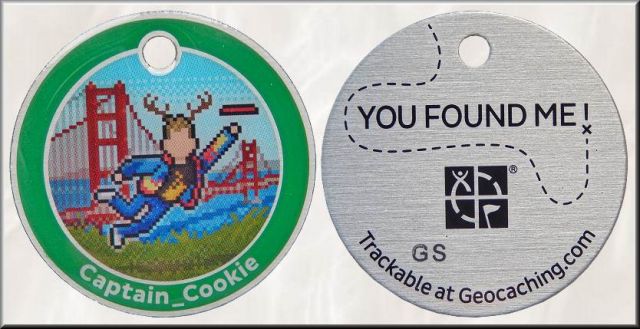 Captain_Cookie
YOU FOUND ME!
®
GS
Trackable at Geocaching.com